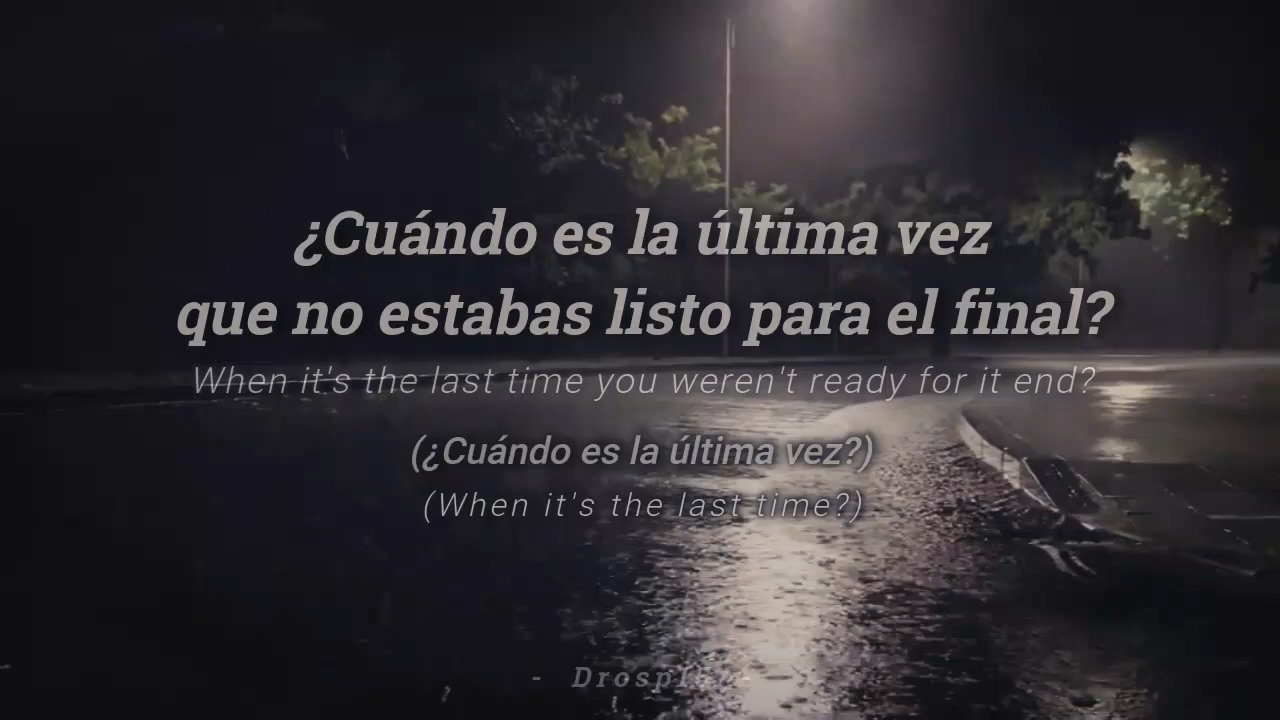 ¿Cuándo es la última vez
que no estabas listo para el final?
When it's the last time you weren't ready for it end?
(¿Cuándo es la última vez?)
(When it's the last time?)